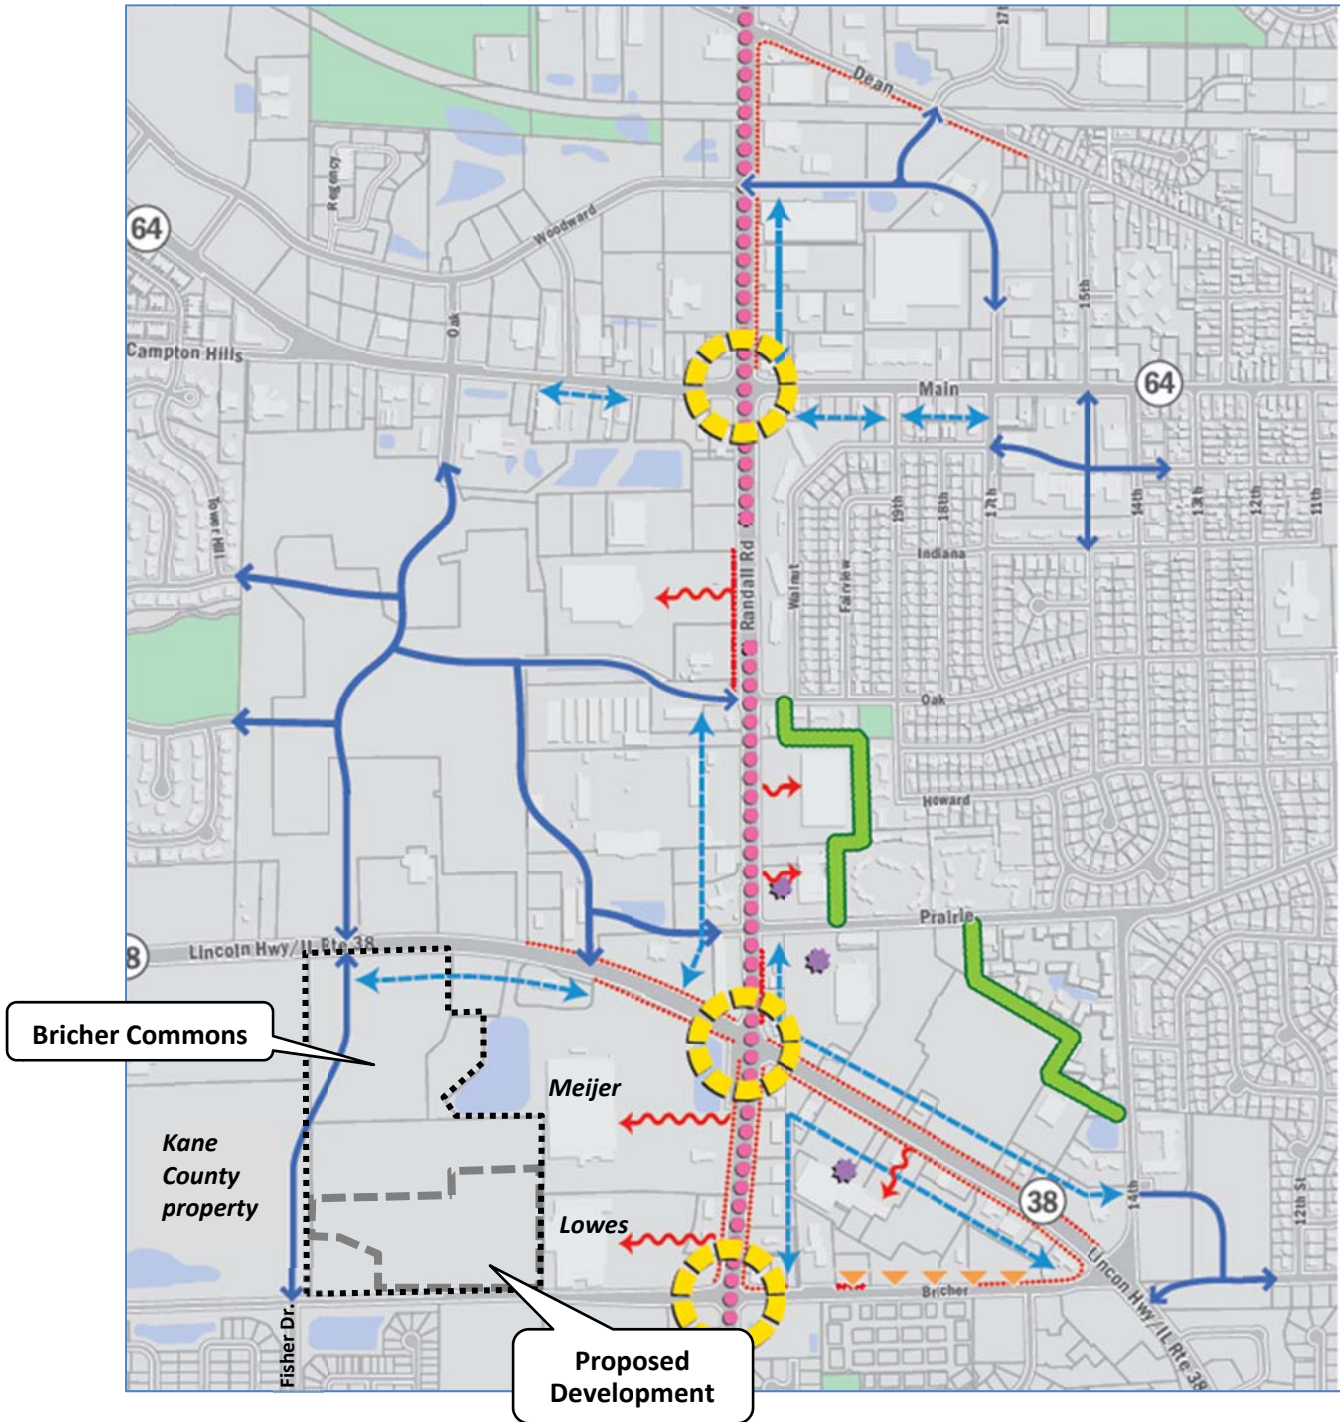 17t
Dean
Regency
64
Woodward
15th
Oak
Campton Hills
Main
64
Tower Hill
19th
18th
17th
14th
13th
12th
11th
Indiana
Randall Rd
Walnut
Fairview
Oak
Howard
Prairie
8
Lincoln Hwy/IL Rte 38
Bricher Commons
Meijer
Kane
County
property
Lowes
38
14th
12th St
Bricher
Lincon Hwy/IL Rte 38
Fisher Dr.
Proposed
Development